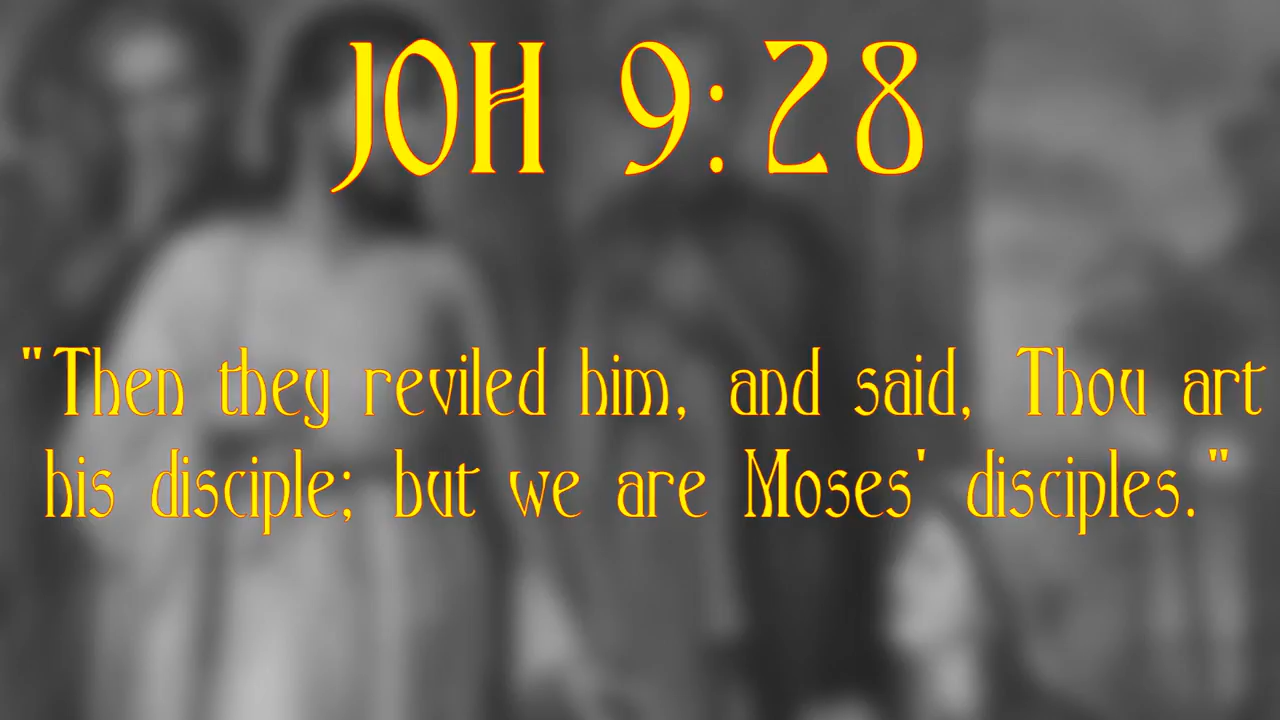 JOH 9:28
"Then they reviled him, and said, Thou art
his disciple; but we are Moses' disciples."